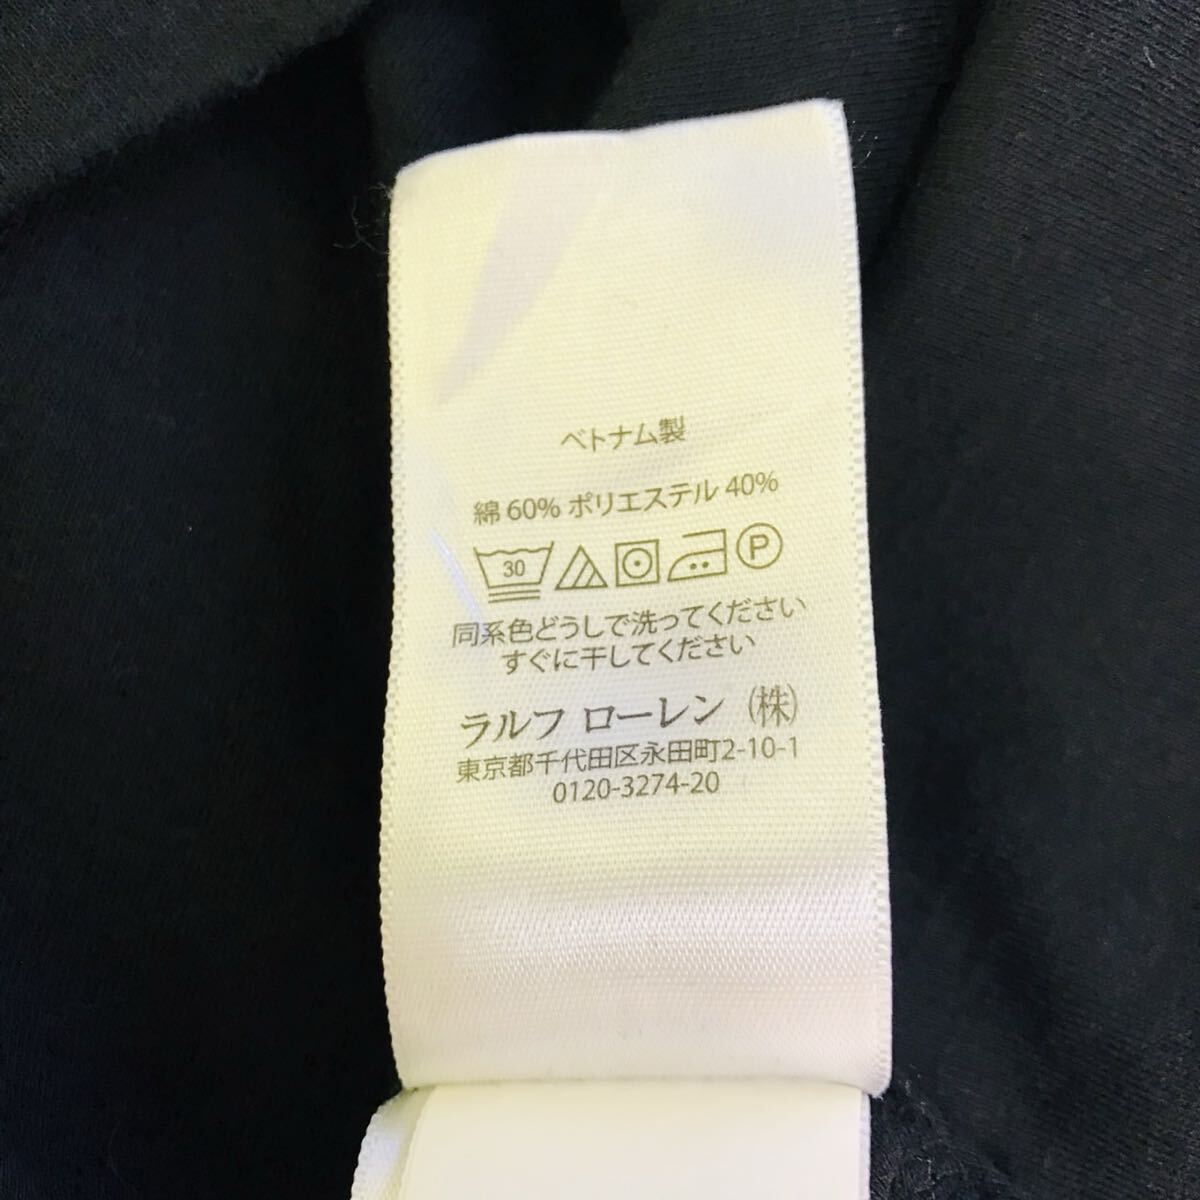 ベトナム製
綿 60% ポリエステル 40%
30 P
同系色どうしで洗ってください
すぐに干してください
ラルフ ローレン (株)
東京都千代田区永田町2-10-1
0120-3274-20